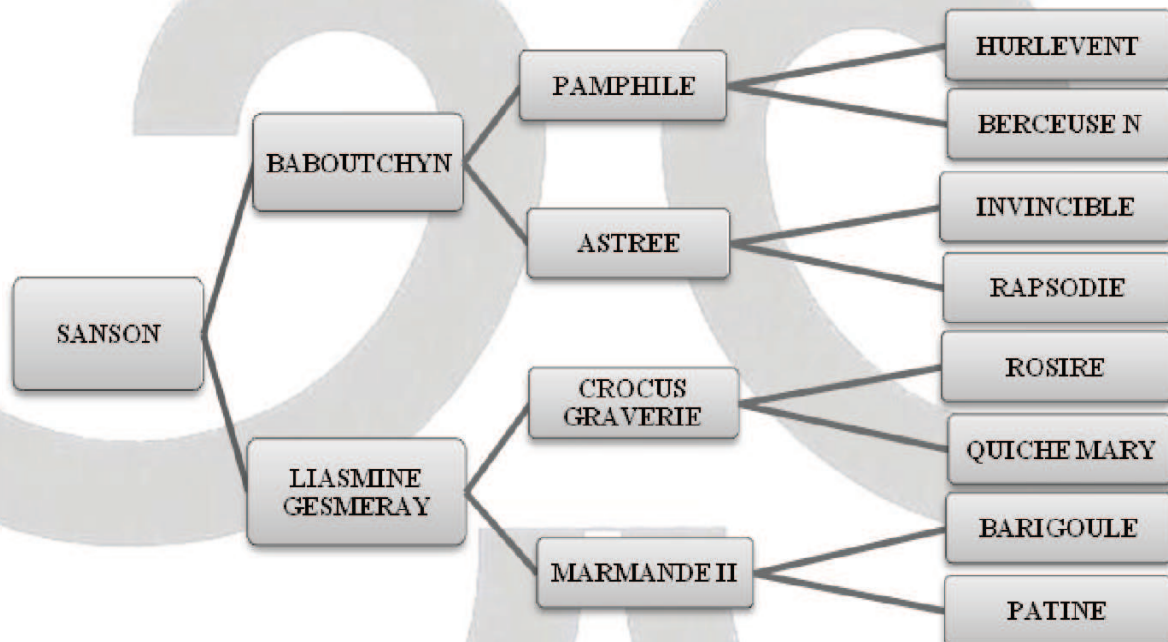 HURLEVENT
PAMPHILE
BERCEUSE N
BABOUTCHYN
INVINCIBLE
ASTREE
RAPSODIE
SANSON
ROSIRE
CROCUS
GRAVERIE
QUICHE MARY
LIASMINE
GESMERAY
BARIGOULE
MARMANDE II
PATINE